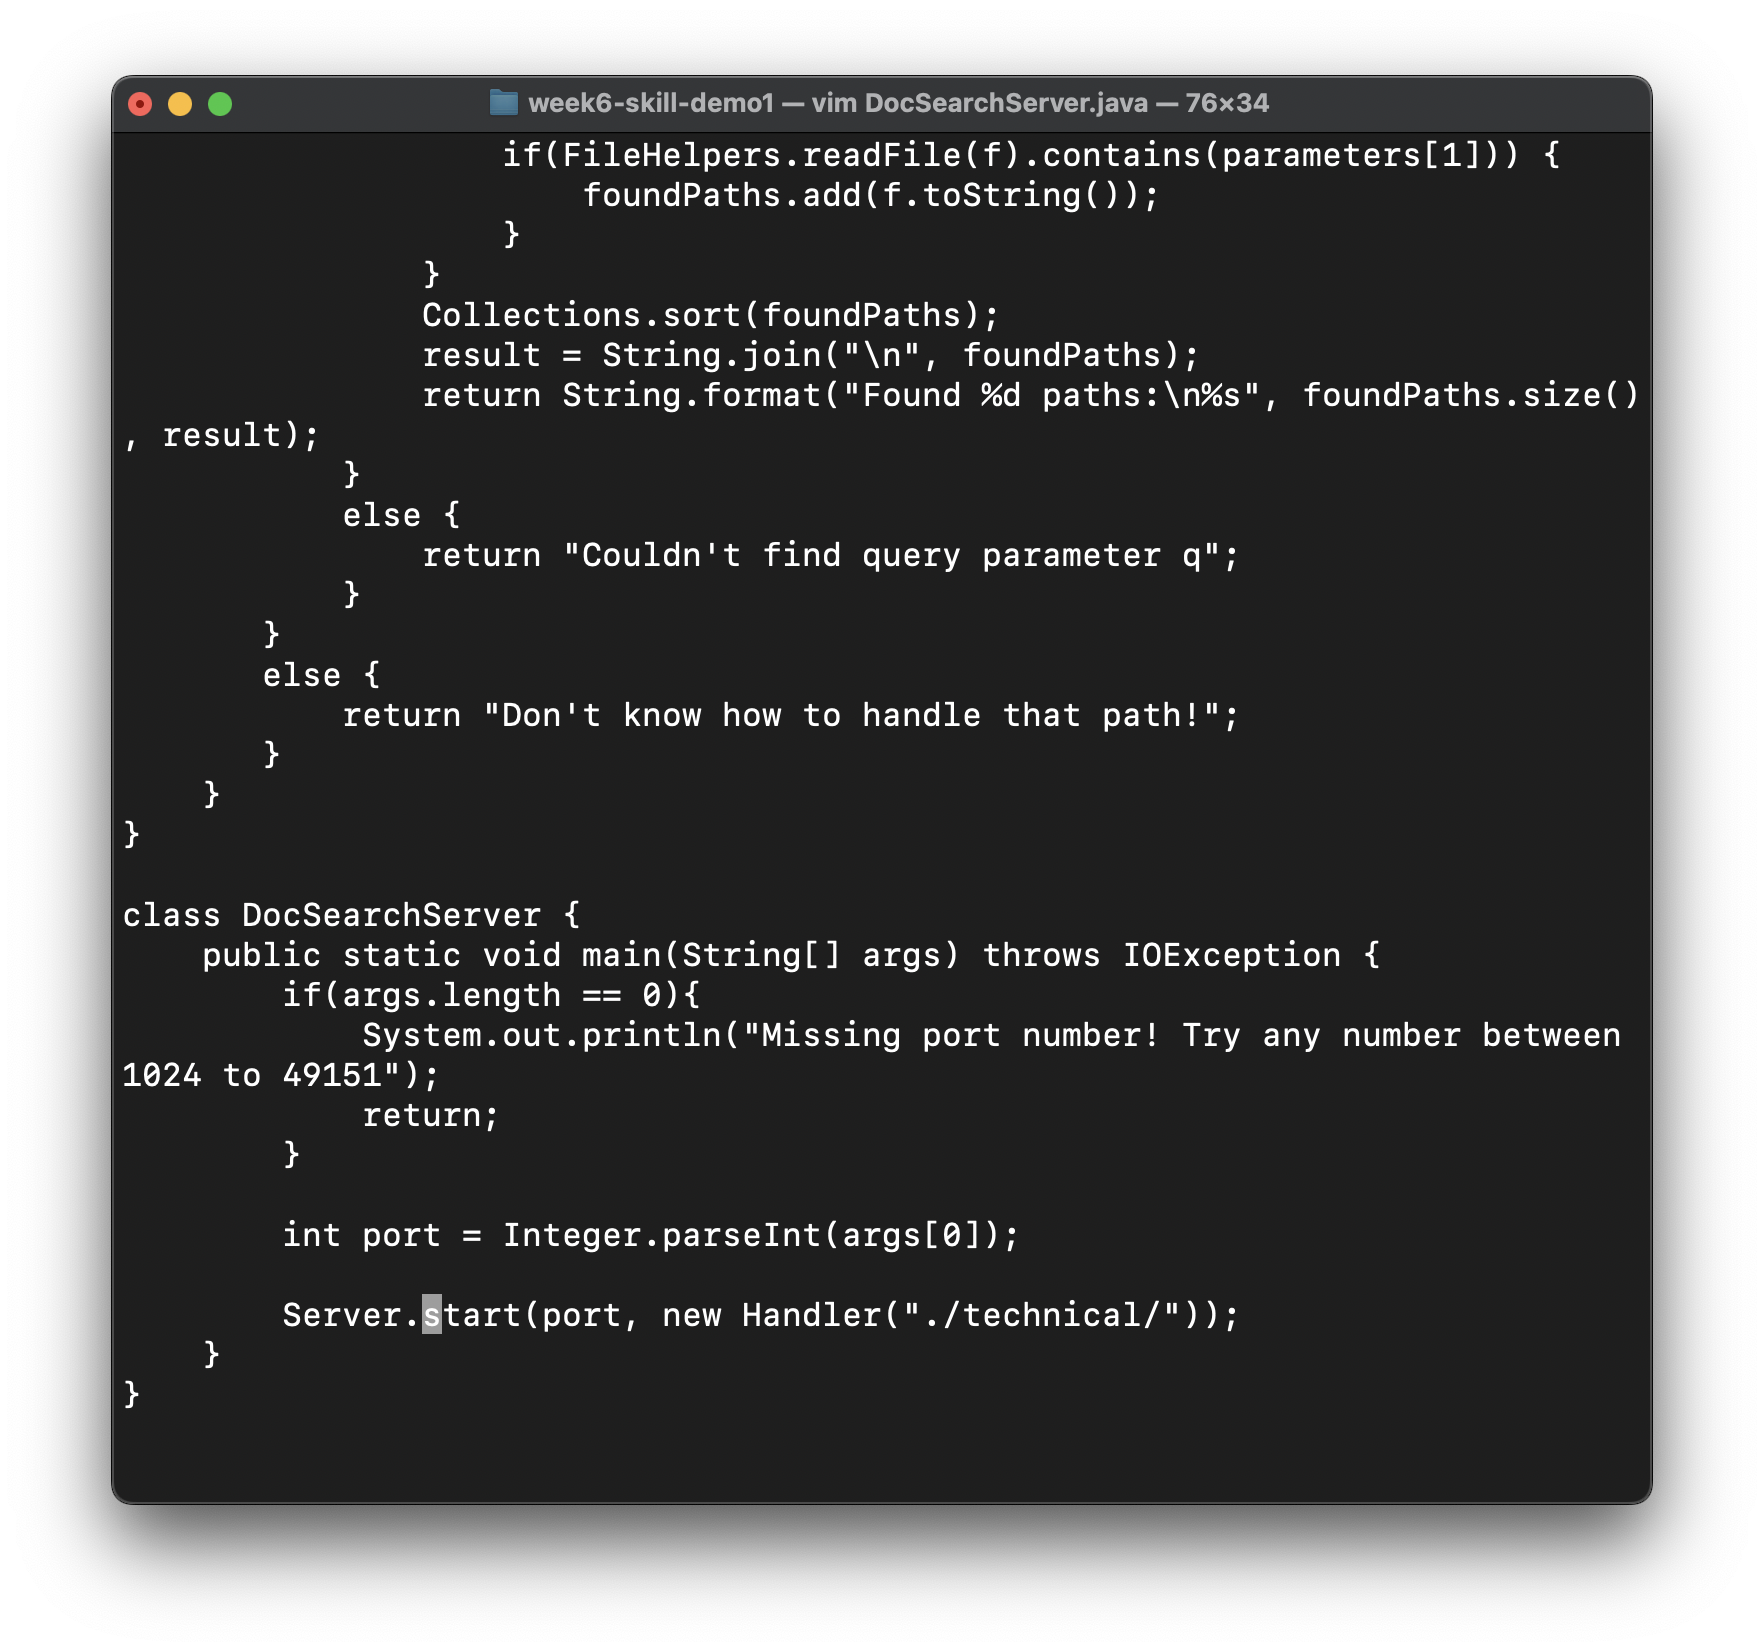 week6-skill-demo1 — vim DocSearchServer.java — 76×34
                   if(FileHelpers.readFile(f).contains(parameters[1])) {
                       foundPaths.add(f.toString());
                   }
               }
               Collections.sort(foundPaths);
               result = String.join("\n", foundPaths);
               return String.format("Found %d paths:\n%s", foundPaths.size()
, result);
           }
           else {
               return "Couldn't find query parameter q";
           }
       }
       else {
           return "Don't know how to handle that path!";
       }
    }
}

class DocSearchServer {
    public static void main(String[] args) throws IOException {
        if(args.length == 0){
            System.out.println("Missing port number! Try any number between
1024 to 49151");
            return;
        }

        int port = Integer.parseInt(args[0]);

        Server.start(port, new Handler("./technical/"));
    }
}